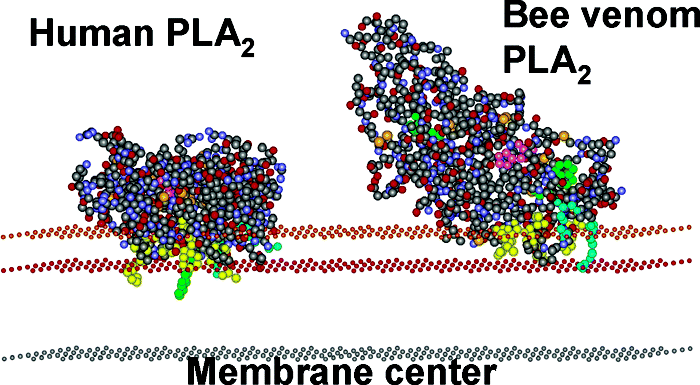 Human PLA₂
Bee venom
PLA₂
Membrane center